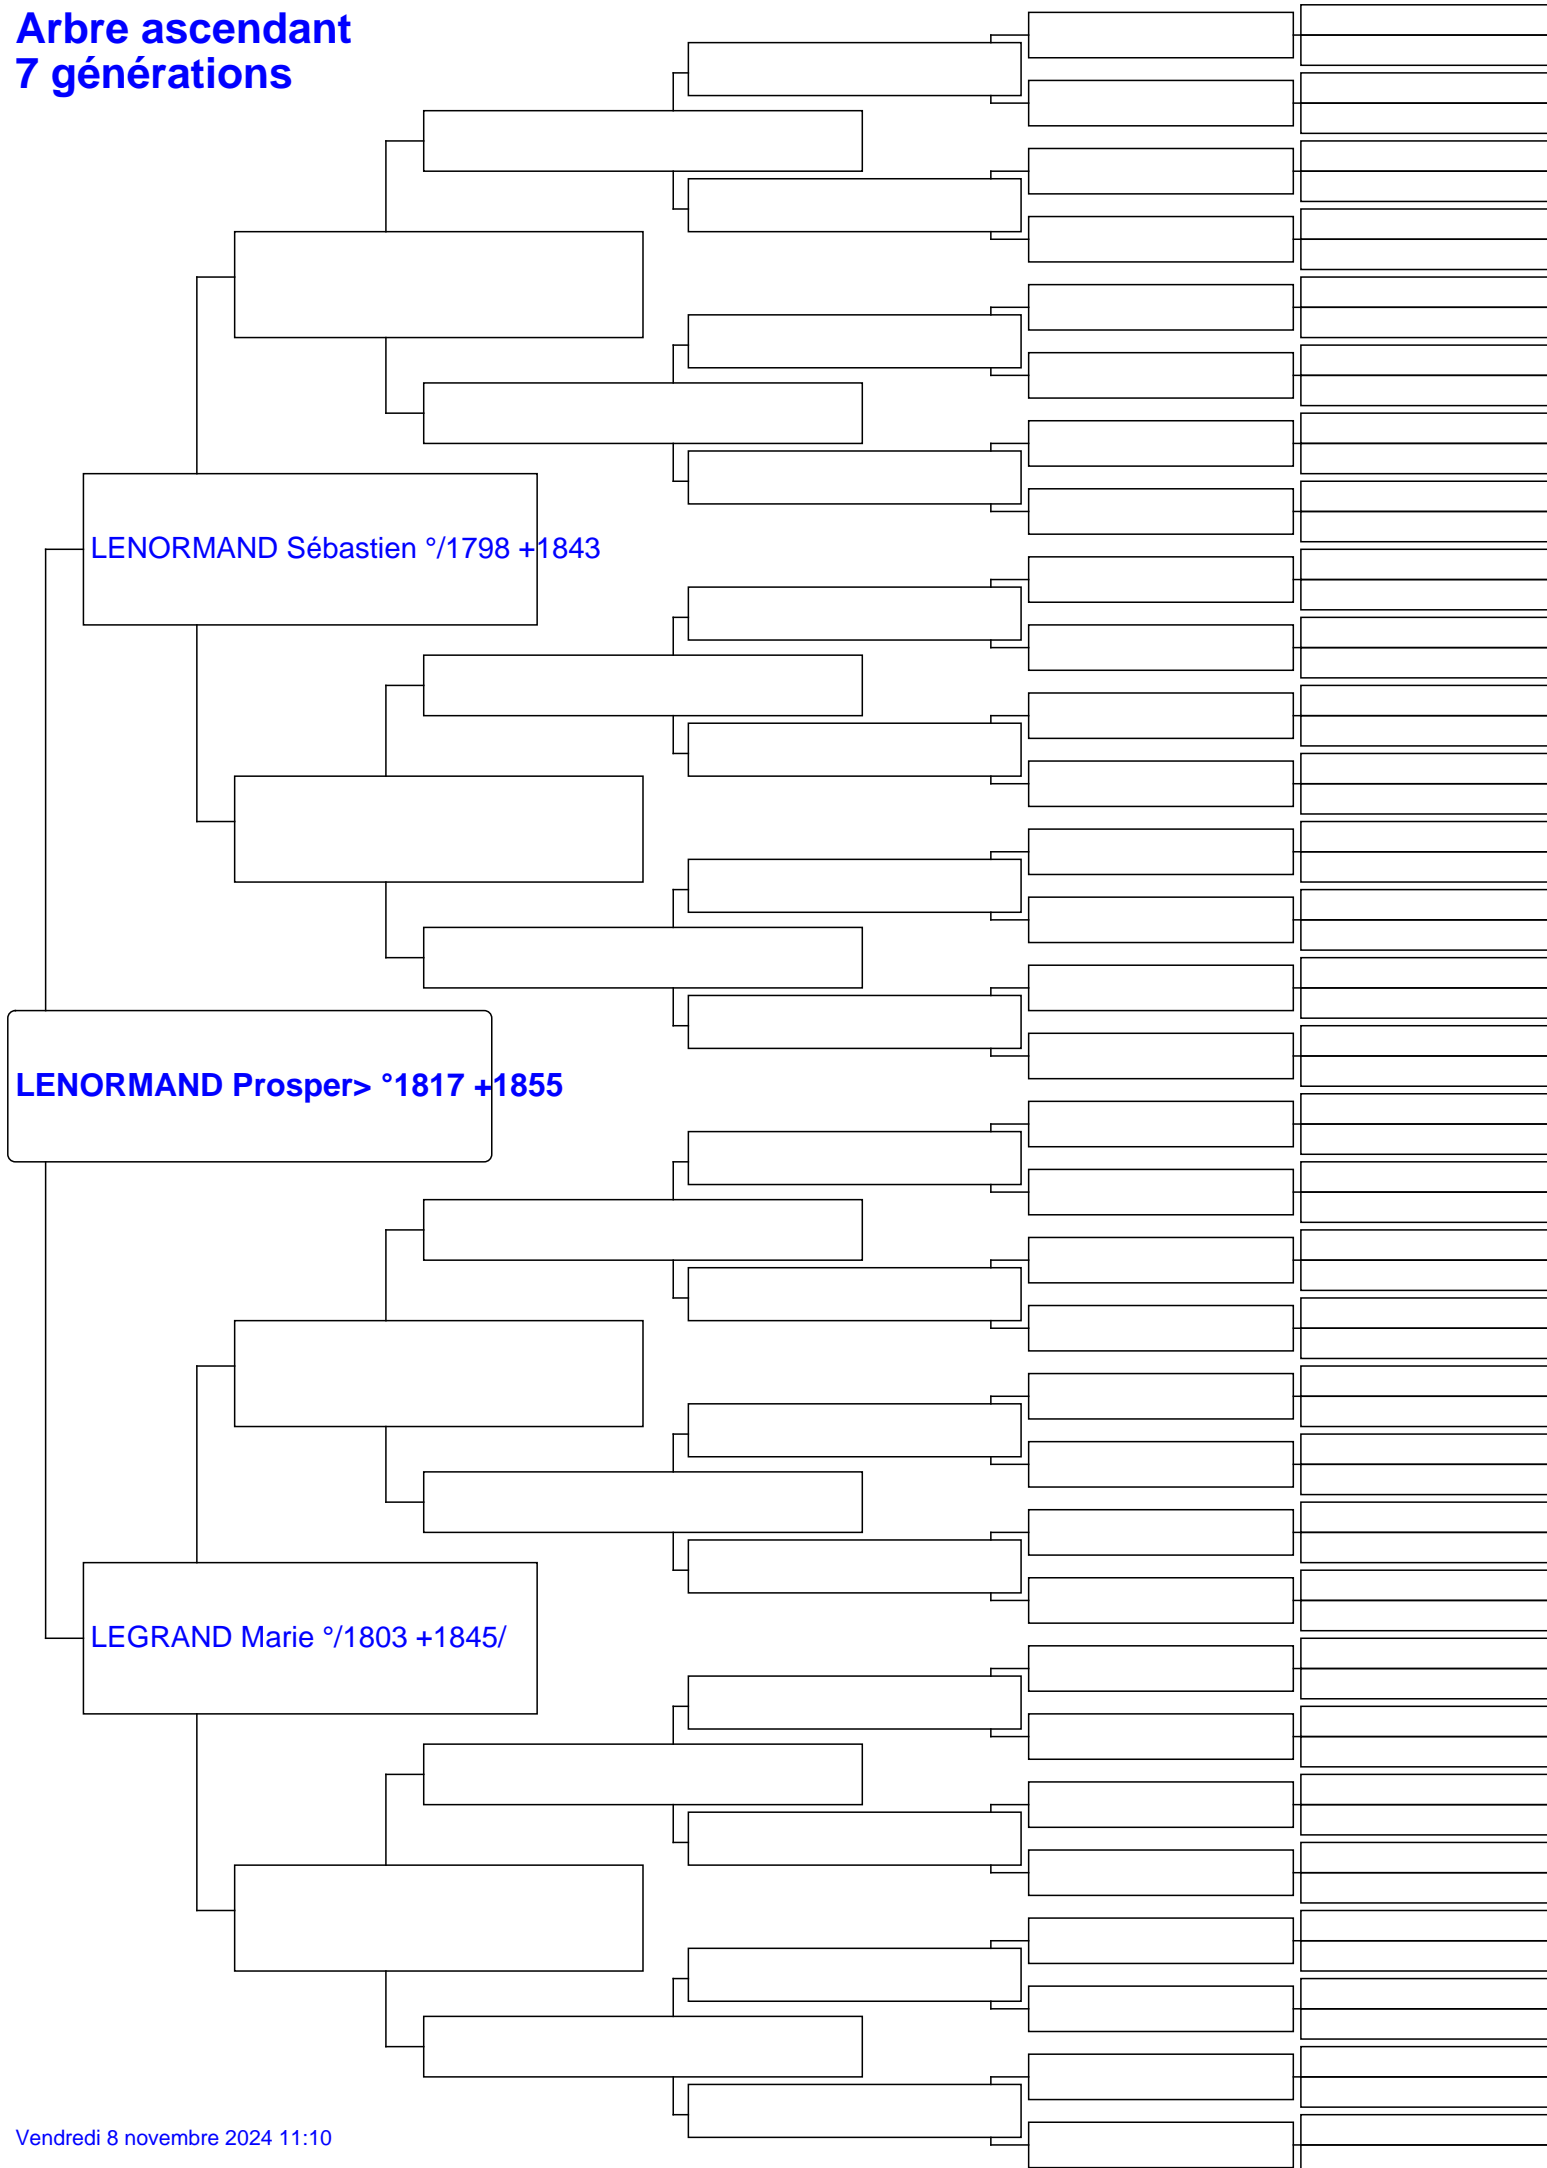 Arbre ascendant
7 générations
LENORMAND Sébastien °/1798 +1843
LENORMAND Prosper> °1817 +1855
LEGRAND Marie °/1803 +1845/
Vendredi 8 novembre 2024 11:10